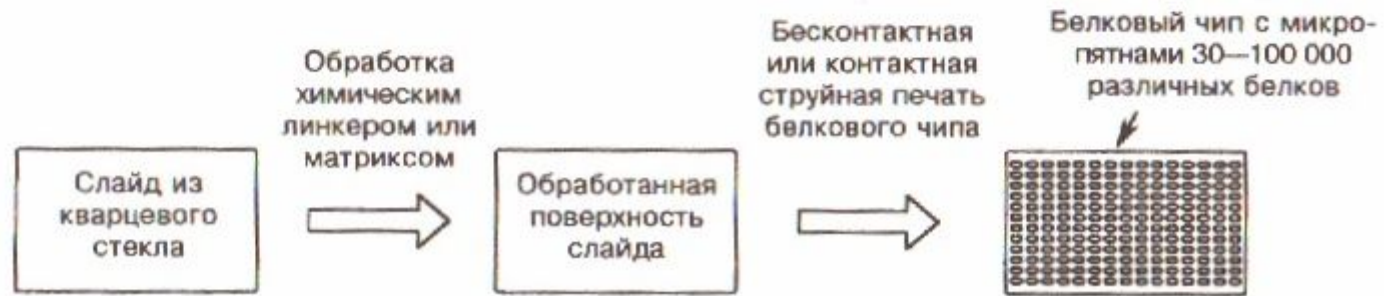 Слайд из
кварцевого
стекла
Обработка
химическим
линкером или
матриксом
Обработанная
поверхность
слайда
Бесконтактная
или контактная
струйная печать
белкового чипа
Белковый чип с микро-
пятнами 30—100 000
различных белков